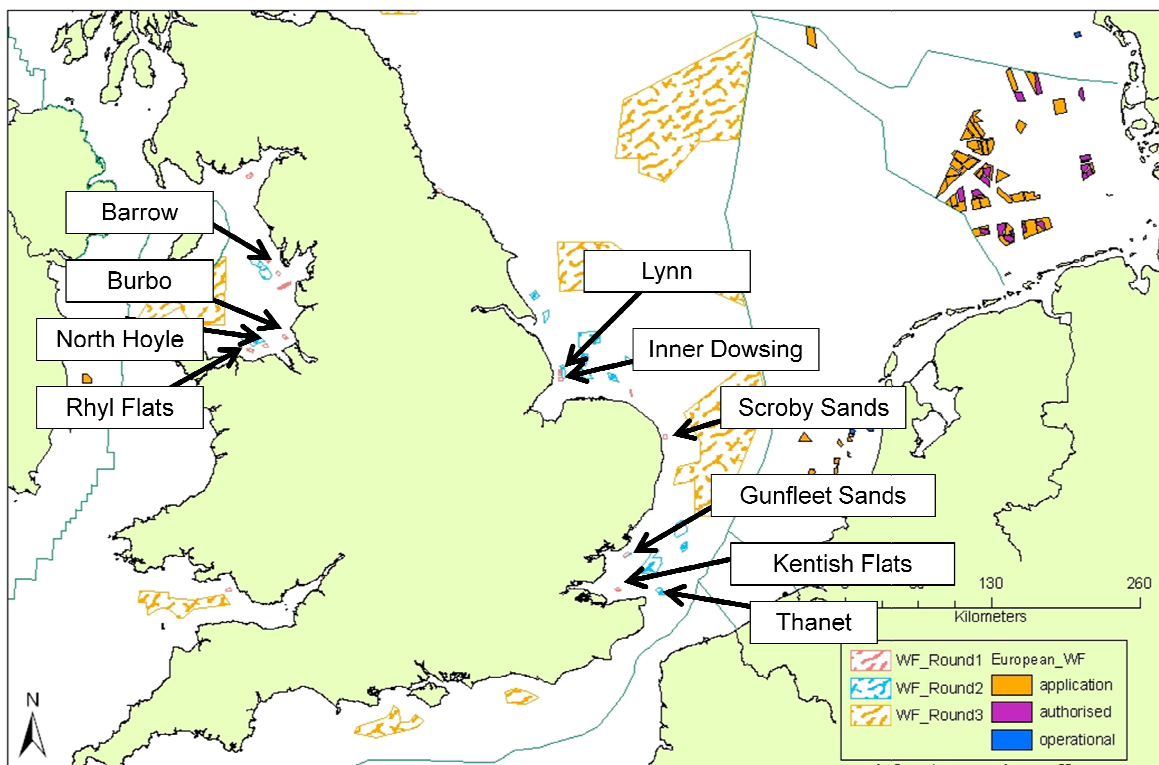 Barrow
Burbo
North Hoyle
Rhyl Flats
Lynn
Inner Dowsing
Scroby Sands
Gunfleet Sands
Kentish Flats
Thanet
130
260
Kilometers
N
WF_Round1
WF_Round2
WF_Round3
European_WF
application
authorised
operational